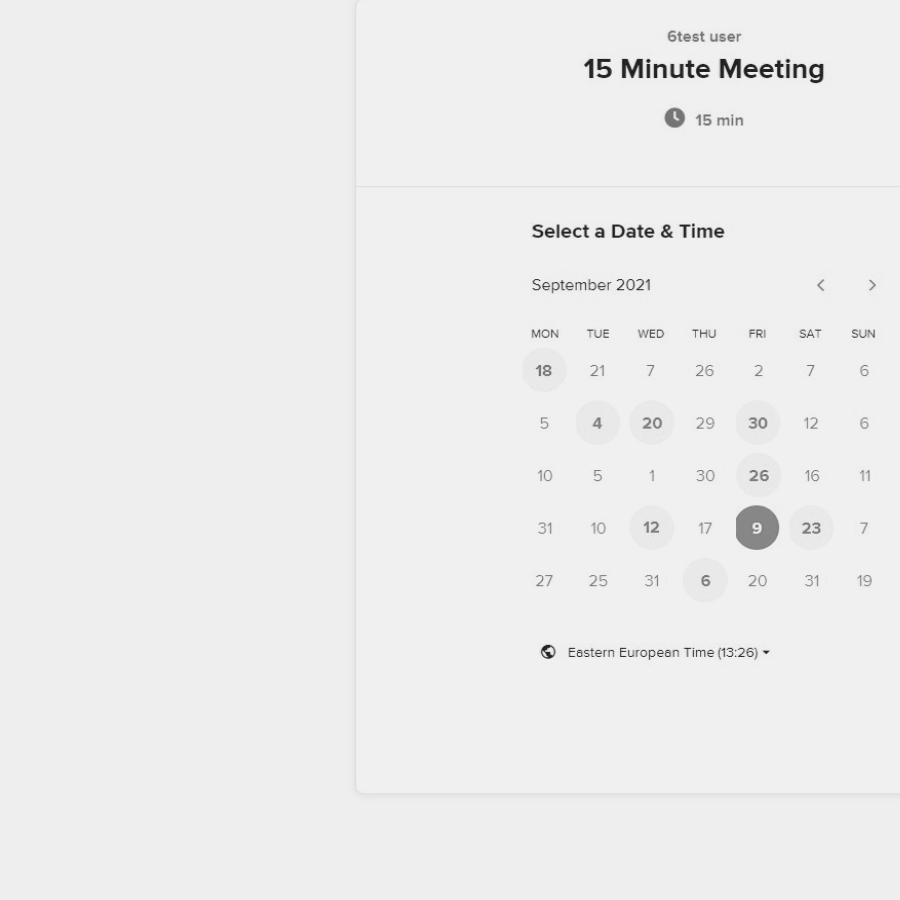 6test user
15 Minute Meeting
15 min
Select a Date & Time
September 2021
MON TUE WED THU FRI SAT SUN
18 21 7 26 2 7 6
5 4 20 29 30 12 6
10 5 1 30 26 16 11
31 10 12 17 9 23 7
27 25 31 6 20 31 19
Eastern European Time (13:26)